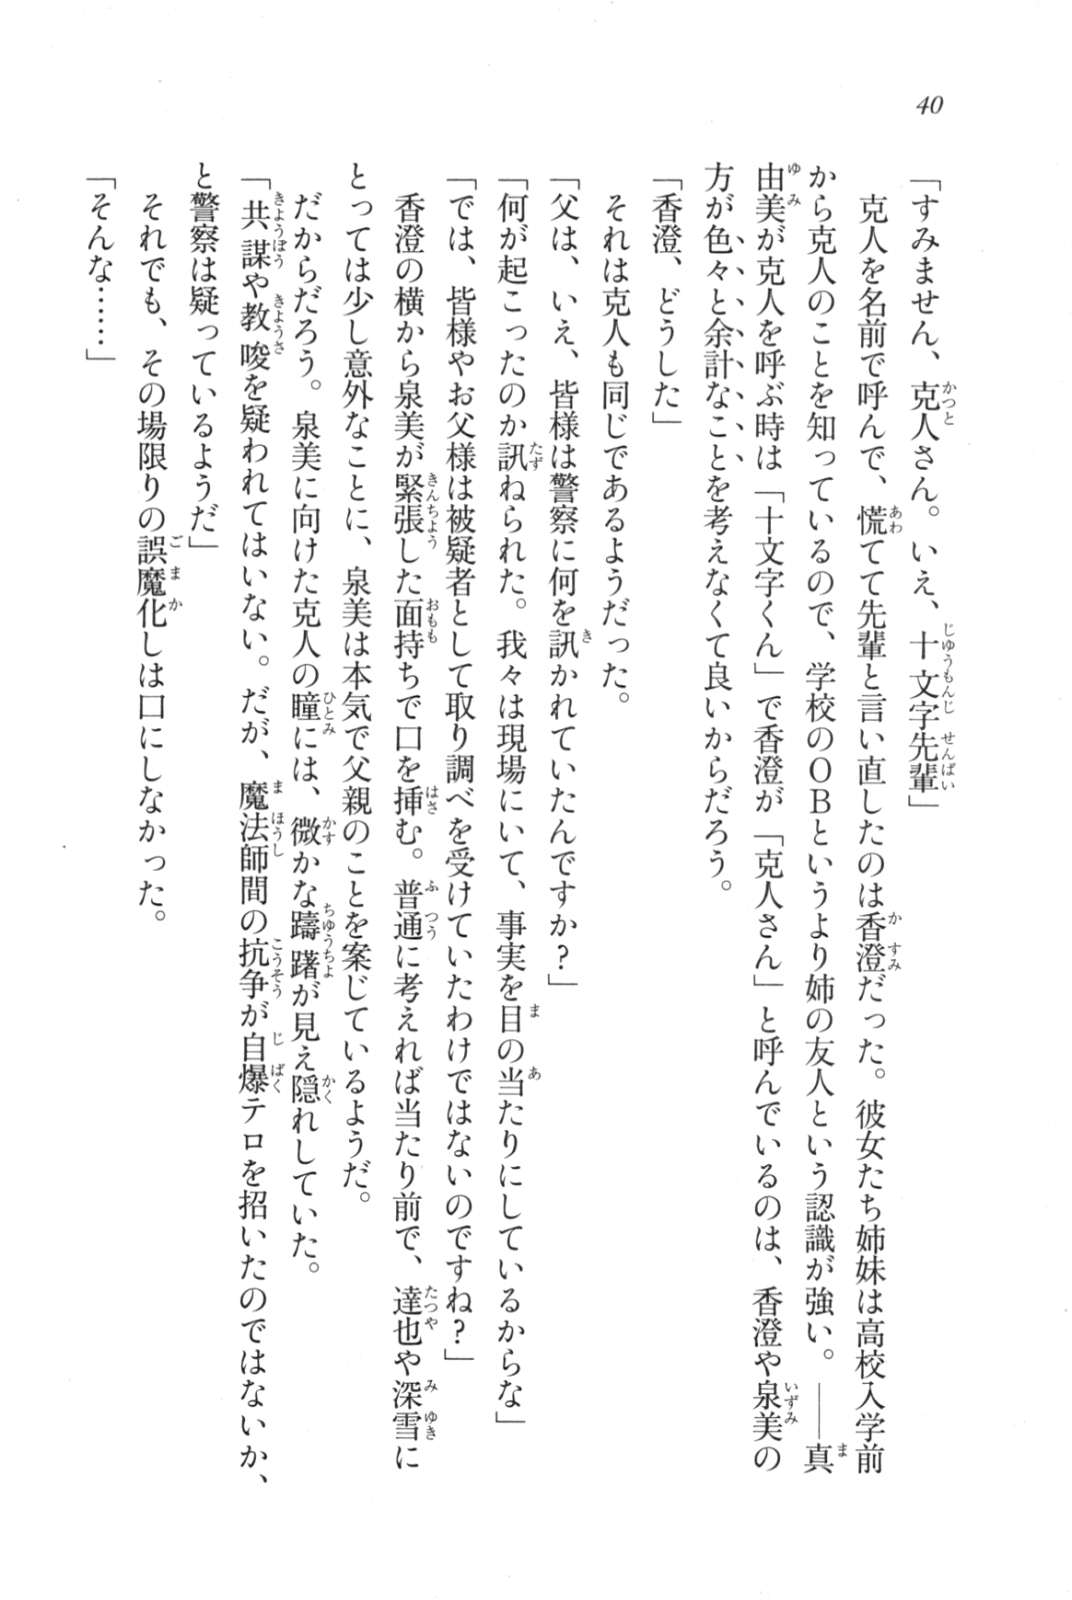 40
「すみません、克人さん。いえ、十文字先輩」
　克人を名前で呼んで、慌てて先輩と言い直したのは香澄だった。彼女たち姉妹は高校入学前
から克人のことを知っているので、学校のＯＢというより姉の友人という認識が強い。――真
由美が克人を呼ぶ時は「十文字くん」で香澄が「克人さん」と呼んでいるのは、香澄や泉美の
方が色々と余計なことを考えなくて良いからだろう。
「香澄、どうした」
　それは克人も同じであるようだった。
「父は、いえ、皆様は警察に何を訊かれていたんですか？」
「何が起こったのか訊ねられた。我々は現場にいて、事実を目の当たりにしているからな」
「では、皆様やお父様は被疑者として取り調べを受けていたわけではないのですね？」
　香澄の横から泉美が緊張した面持ちで口を挿む。普通に考えれば当たり前で、達也や深雪に
とっては少し意外なことに、泉美は本気で父親のことを案じているようだ。
　だからだろう。泉美に向けた克人の瞳には、微かな躊躇が見え隠れしていた。
「共謀や教唆を疑われてはいない。だが、魔法師間の抗争が自爆テロを招いたのではないか、
と警察は疑っているようだ」
　それでも、その場限りの誤魔化しは口にしなかった。
「そんな……」